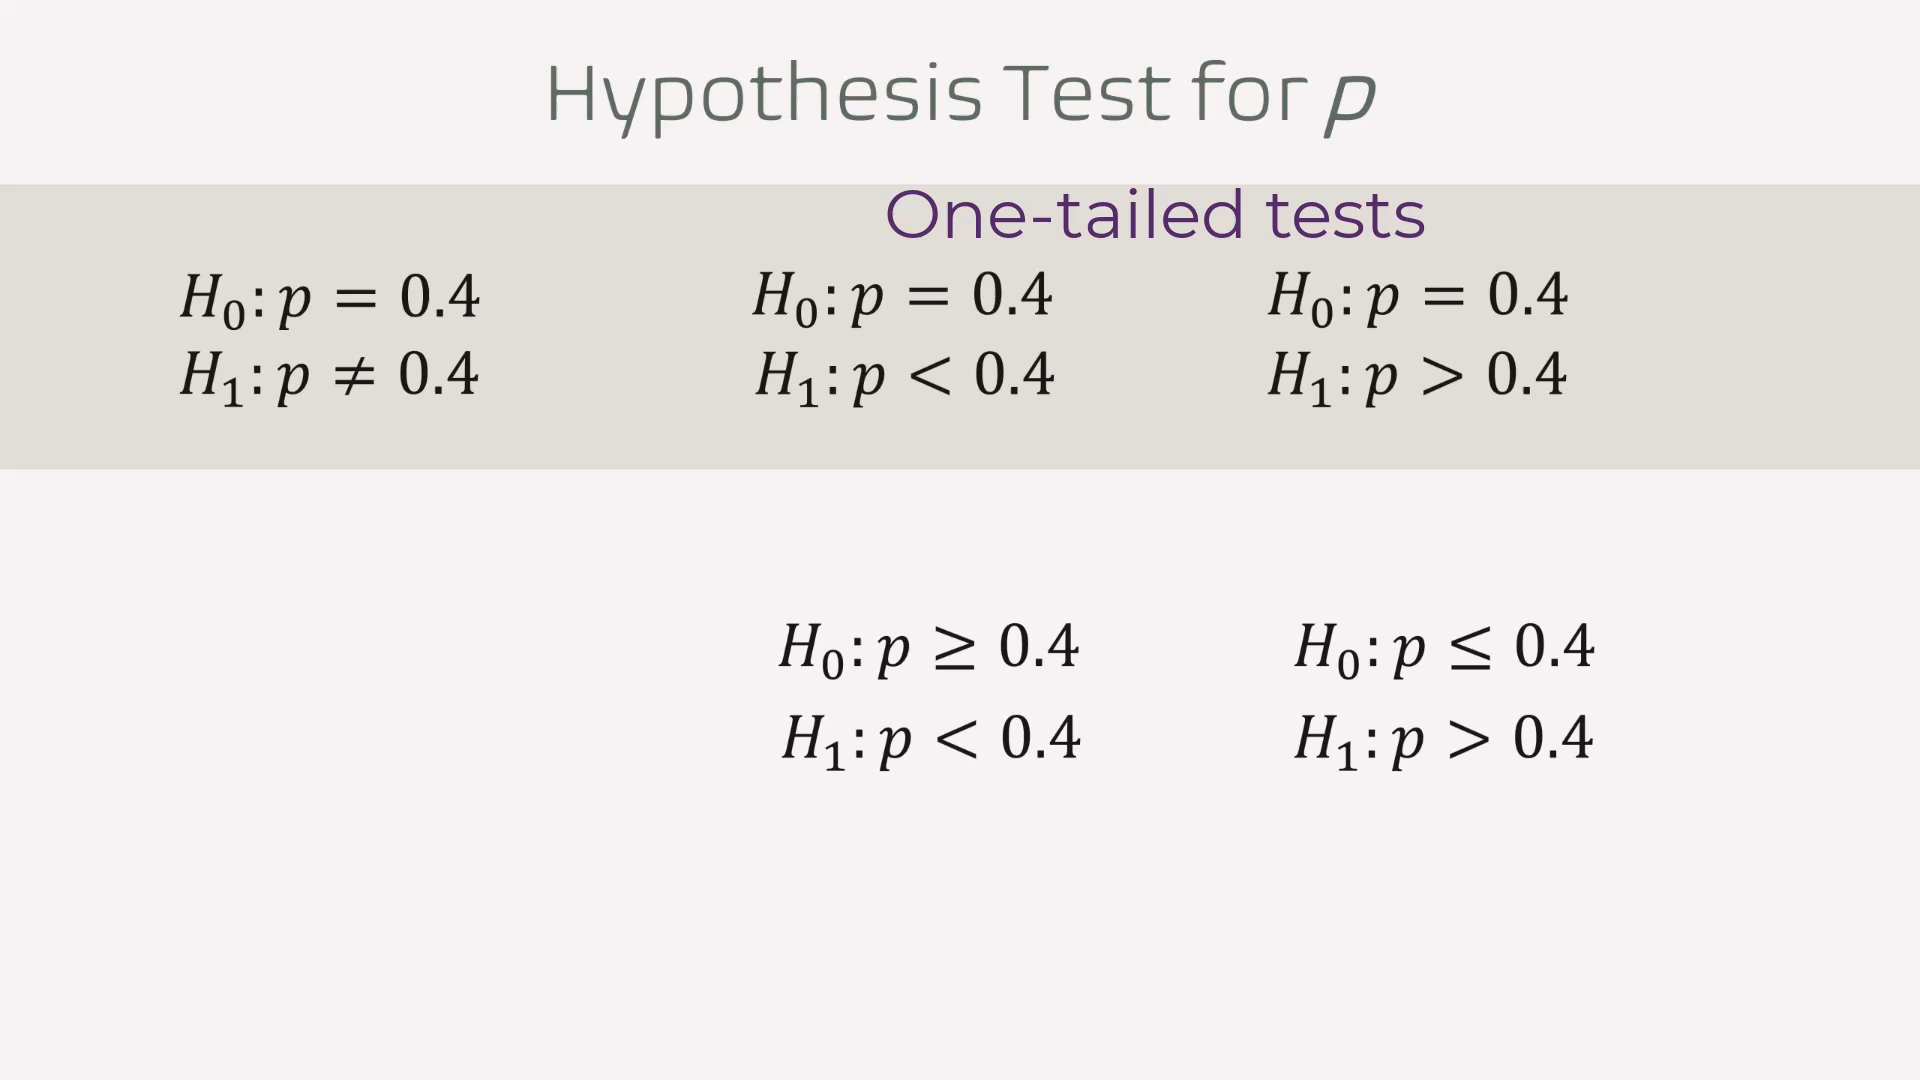 Hypothesis Test for p
One-tailed tests
H₀: p = 0.4
H₁: p ≠ 0.4
H₀: p = 0.4
H₁: p < 0.4
H₀: p = 0.4
H₁: p > 0.4
H₀: p ≥ 0.4
H₁: p < 0.4
H₀: p ≤ 0.4
H₁: p > 0.4